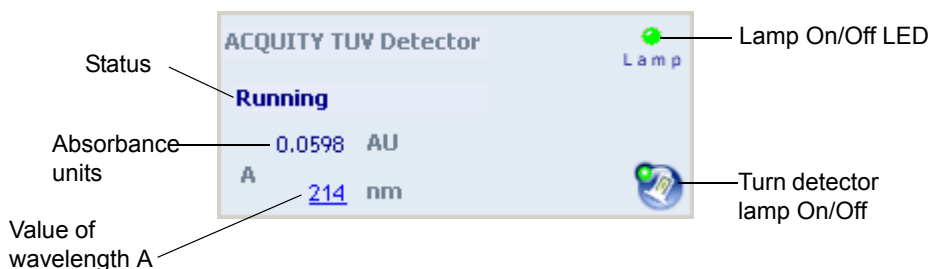 ACQUITY TUV Detector
Lamp
Lamp On/Off LED
Status
Running
Absorbance
units
0.0598 AU
A
214 nm
Turn detector
lamp On/Off
Value of
wavelength A